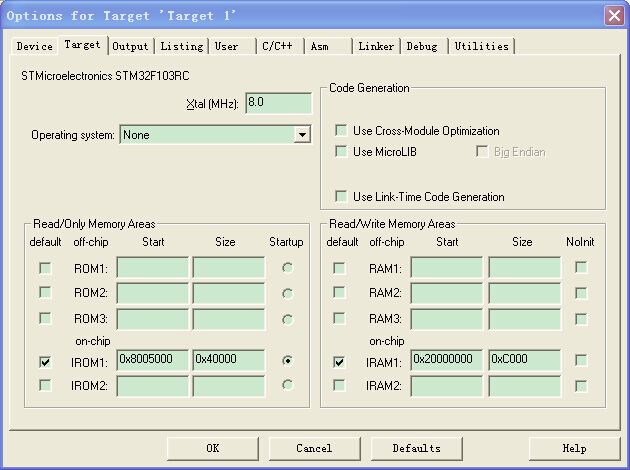 Options for Target 'Target 1'
Device Target Output Listing User C/C++ Asm Linker Debug Utilities
STMicroelectronics STM32F103RC
Xtal (MHz): 8.0
Operating system: None
Code Generation
Use Cross-Module Optimization
Use MicroLIB Big Endian
Use Link-Time Code Generation
Read/Only Memory Areas
default off-chip Start Size Startup
ROM1:
ROM2:
ROM3:
on-chip
IROM1: 0x8005000 0x40000
IROM2:
Read/Write Memory Areas
default off-chip Start Size NoInit
RAM1:
RAM2:
RAM3:
on-chip
IRAM1: 0x20000000 0xC000
IRAM2:
OK Cancel Defaults Help